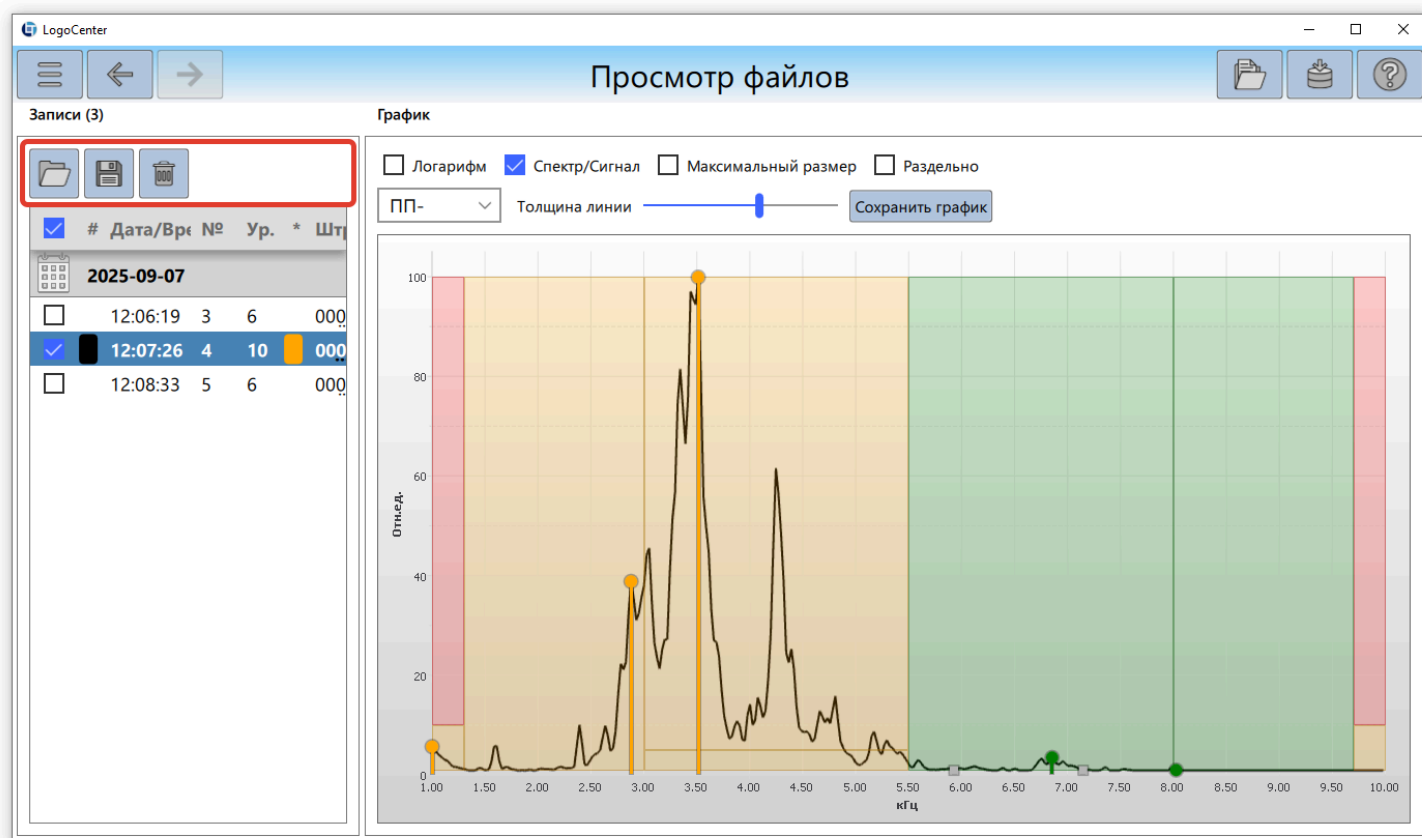 LogoCenter
Просмотр файлов
Записи (3)
График
Логарифм Спектр/Сигнал Максимальный размер Раздельно
ПП- Толщина линии Сохранить график
# Дата/Вре № Ур. * Шт
2025-09-07
12:06:19 3 6 000
12:07:26 4 10 000
12:08:33 5 6 000
100
80
60
40
20
0
Отн.ед.
1.00 1.50 2.00 2.50 3.00 3.50 4.00 4.50 5.00 5.50 6.00 6.50 7.00 7.50 8.00 8.50 9.00 9.50 10.00
кГц